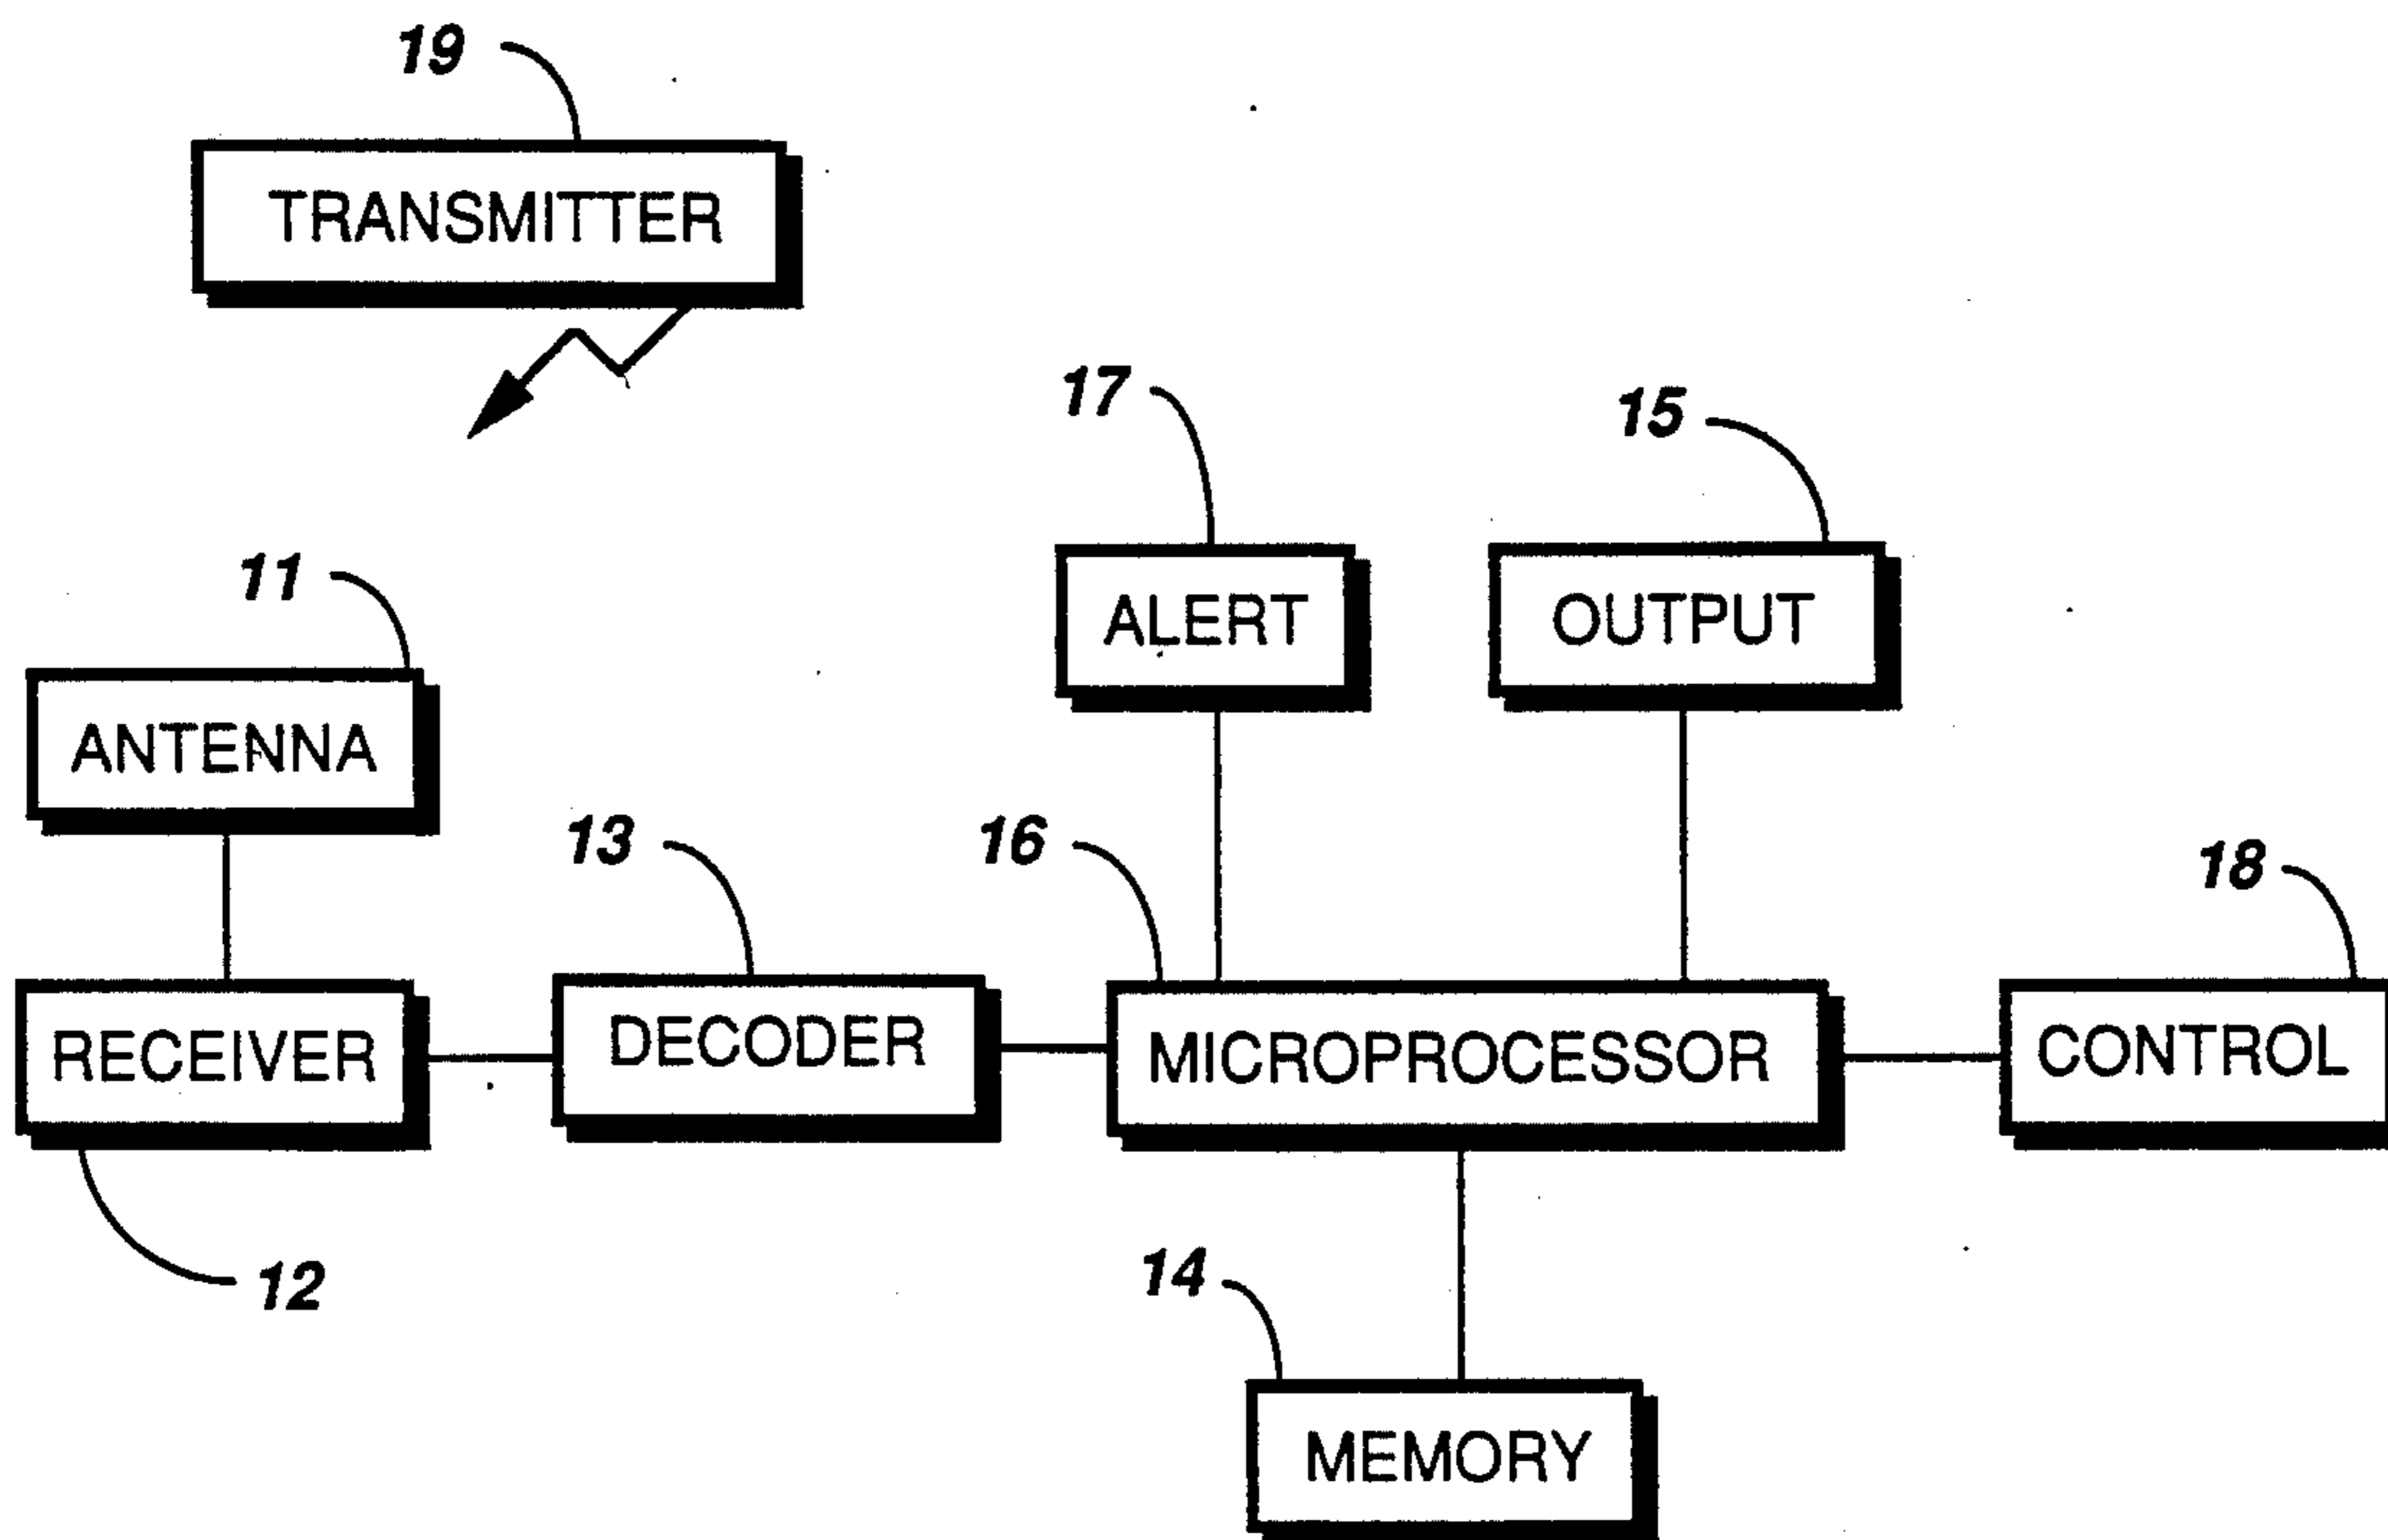 19
TRANSMITTER
17
15
11
ALERT
OUTPUT
ANTENNA
13
16
18
RECEIVER
DECODER
MICROPROCESSOR
CONTROL
12
14
MEMORY